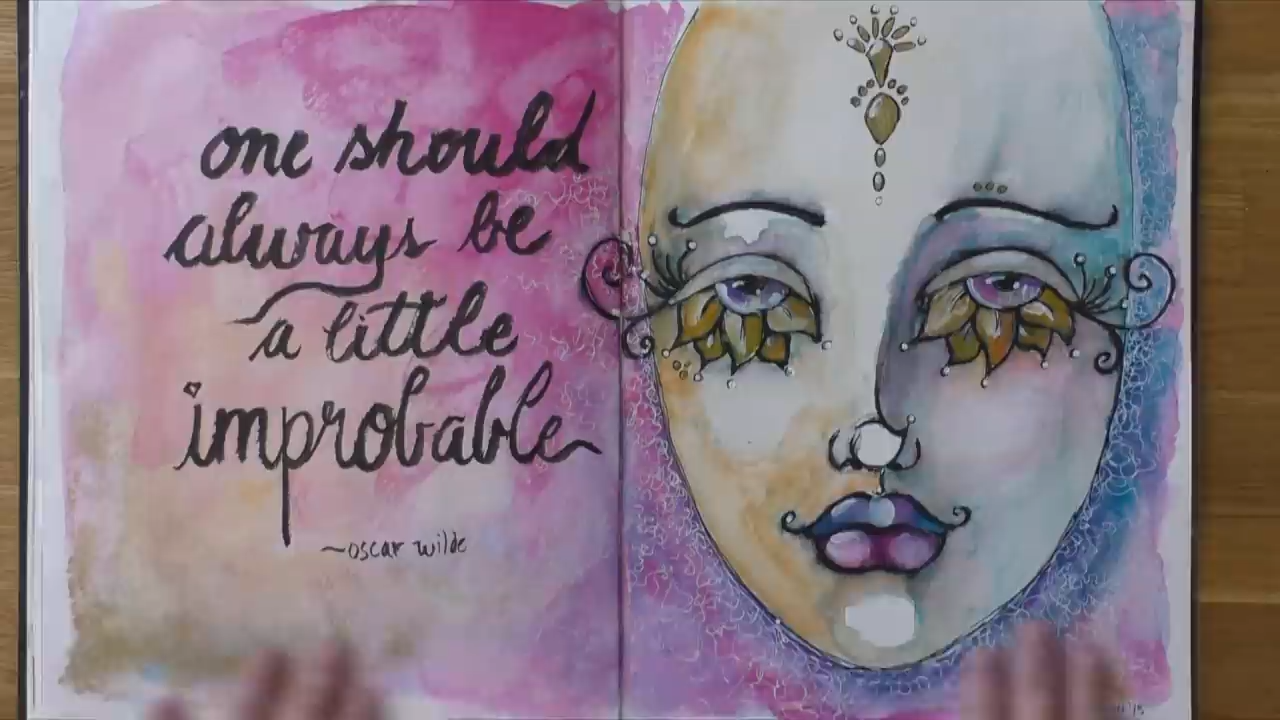 one should
always be
a little
improbable
~oscar wilde